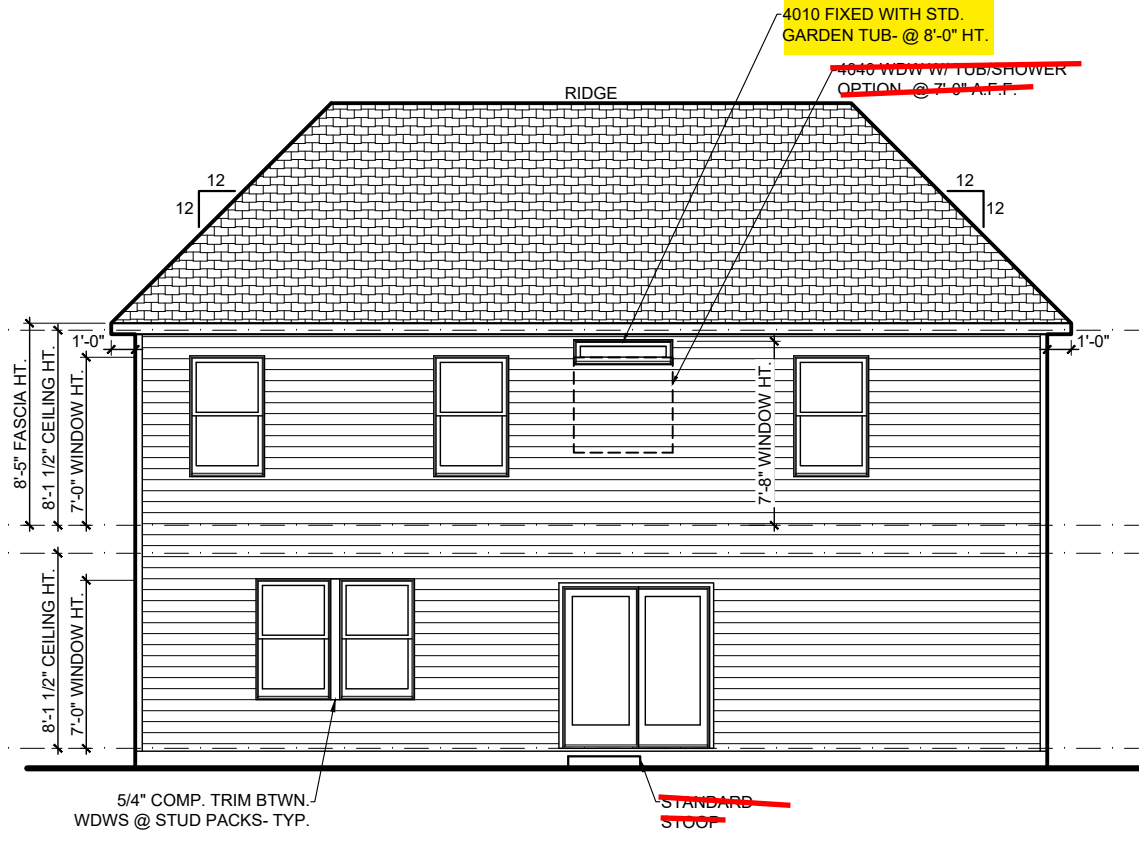 4010 FIXED WITH STD.
GARDEN TUB- @ 8'-0" HT.
4040 WDW W/ TUB/SHOWER
OPTION- @ 7'-0" A.F.F.
RIDGE
12
12
12
12
1'-0"
1'-0"
8'-5" FASCIA HT.
8'-1 1/2" CEILING HT.
7'-0" WINDOW HT.
7'-8" WINDOW HT.
8'-1 1/2" CEILING HT.
7'-0" WINDOW HT.
5/4" COMP. TRIM BTWN.
WDWS @ STUD PACKS- TYP.
STANDARD
STOOP